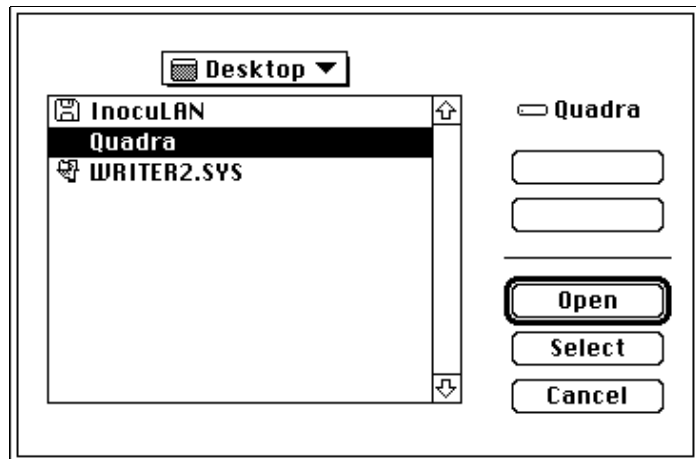 Desktop
InocuLAN
Quadra
WRITER2.SYS
Quadra
Open
Select
Cancel